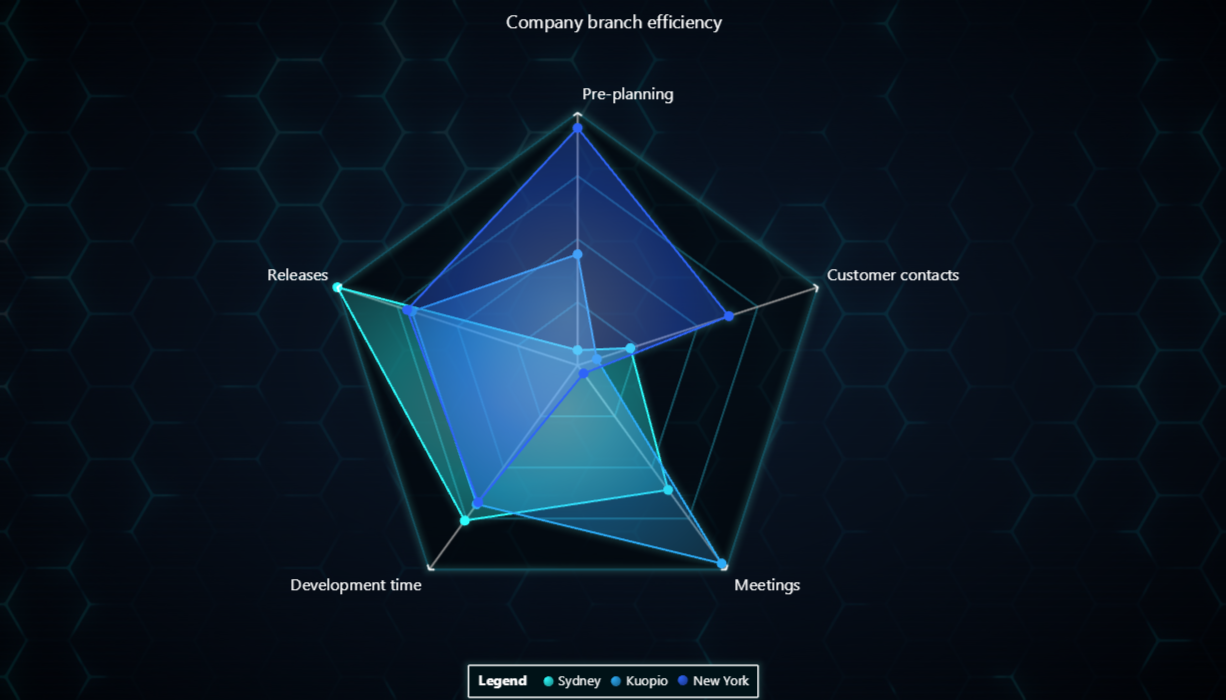 Company branch efficiency
Pre-planning
Releases
Customer contacts
Development time
Meetings
Legend Sydney Kuopio New York